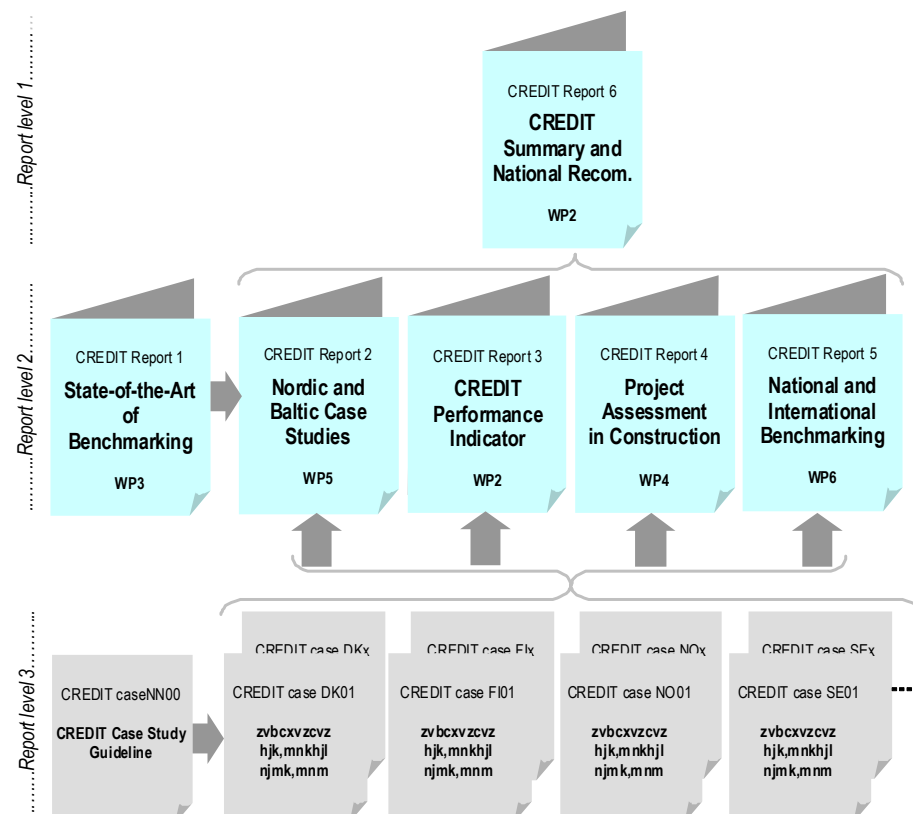 ...Report level 1...
CREDIT Report 6
CREDIT
Summary and
National Recom.
WP2
...Report level 2...
CREDIT Report 1
State-of-the-Art
of
Benchmarking
WP3
CREDIT Report 2
Nordic and
Baltic Case
Studies
WP5
CREDIT Report 3
CREDIT
Performance
Indicator
WP2
CREDIT Report 4
Project
Assessment
in Construction
WP4
CREDIT Report 5
National and
International
Benchmarking
WP6
...Report level 3...
CREDIT caseNN00
CREDIT Case Study
Guideline
CREDIT case DKx
CREDIT case DK01
zvbcxvzcvz
hjk,mnkhjl
njmk,mnm
CREDIT case FIx
CREDIT case FI01
zvbcxvzcvz
hjk,mnkhjl
njmk,mnm
CREDIT case NOx
CREDIT case NO01
zvbcxvzcvz
hjk,mnkhjl
njmk,mnm
CREDIT case SEx
CREDIT case SE01
zvbcxvzcvz
hjk,mnkhjl
njmk,mnm